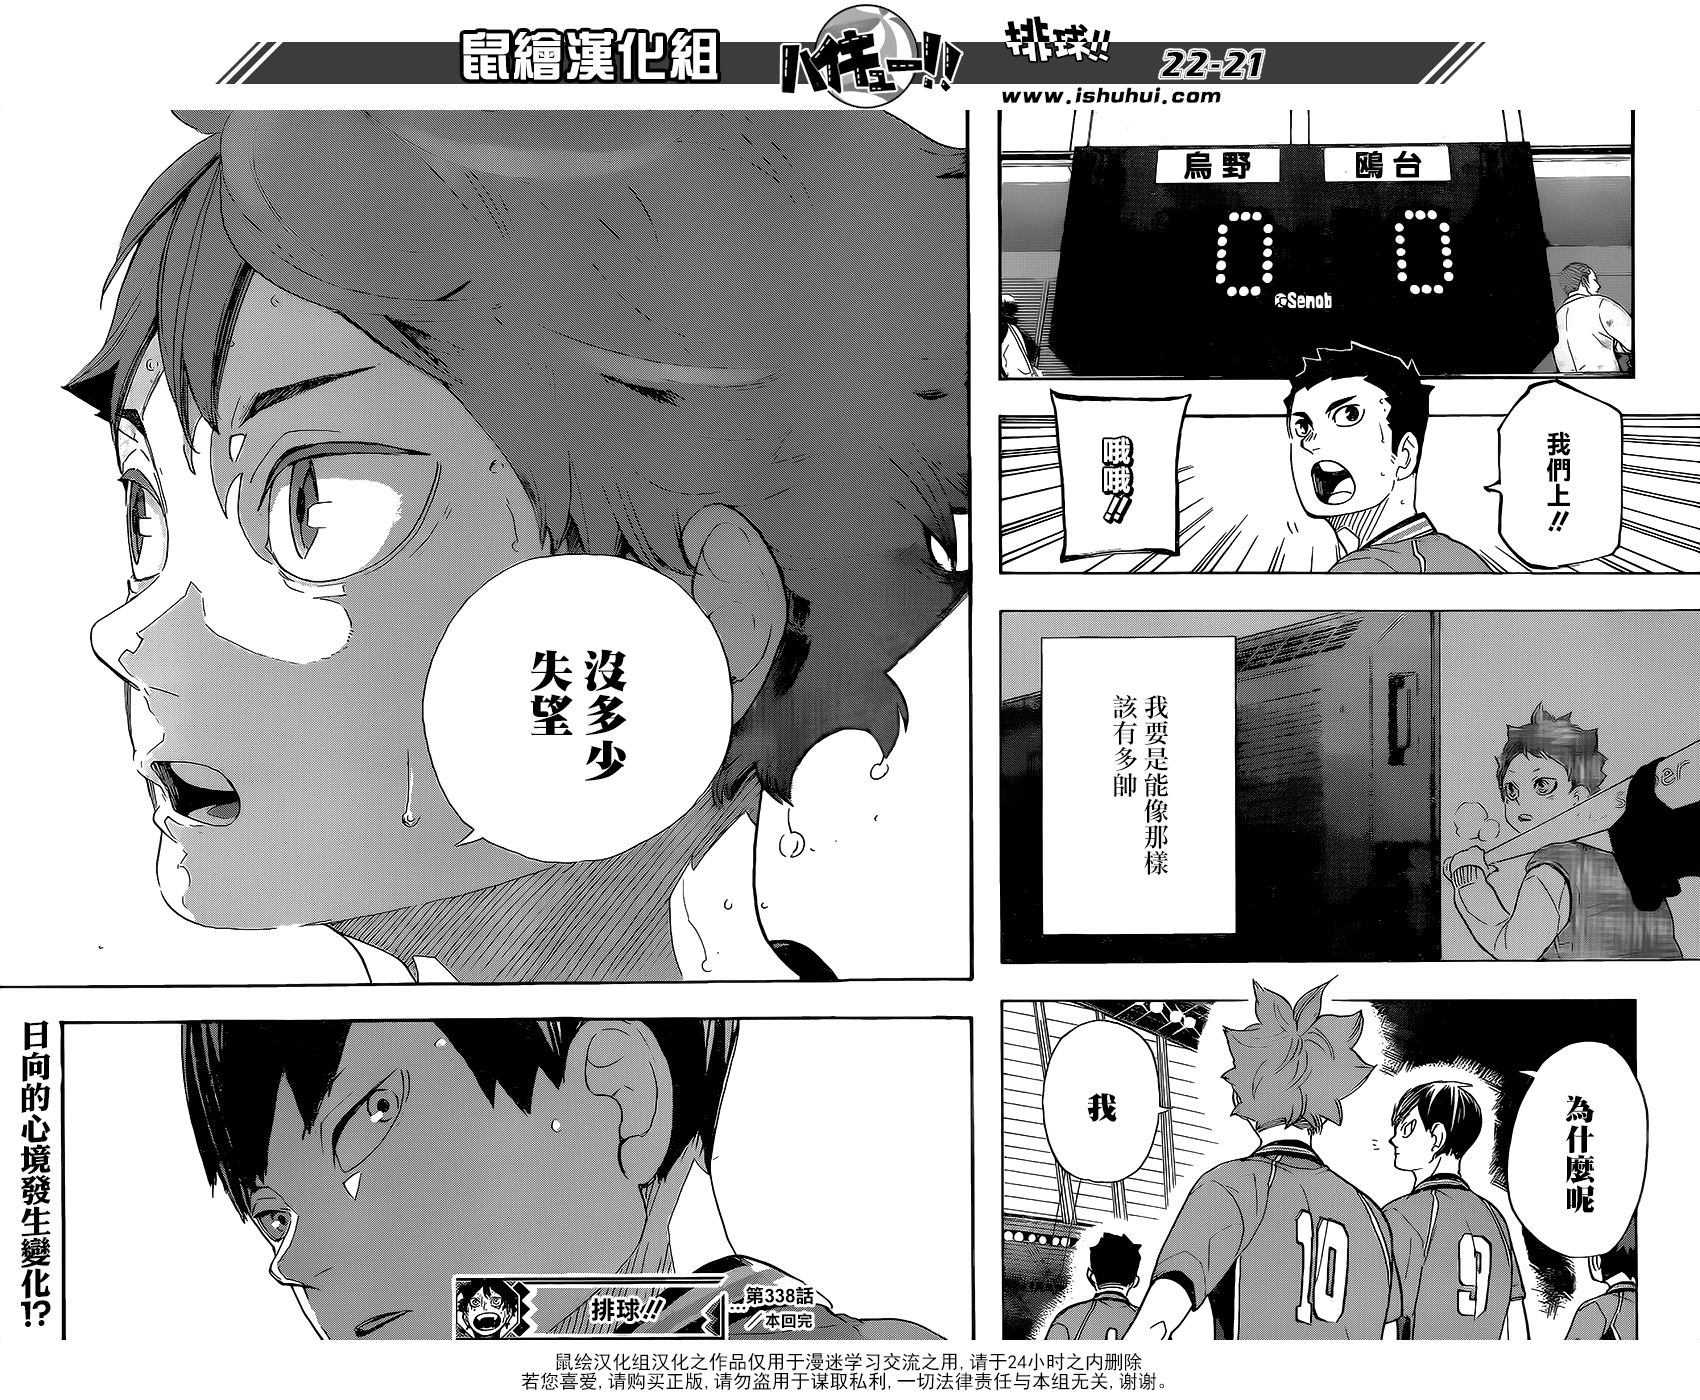 鼠繪漢化組
ハイキュー!!
排球!!
22-21
www.ishuhui.com
烏野
鴎台
0
0
Senob
我們上!!
哦哦!!
我要是能像那樣
該有多帥
為什麼呢
我
10
9
沒多少
失望
日向的心境發生變化!?
排球!!
…第338話
／本回完
鼠绘汉化组汉化之作品仅用于漫迷学习交流之用, 请于24小时之内删除
若您喜爱, 请购买正版, 请勿盗用于谋取私利, 一切法律责任与本组无关, 谢谢。